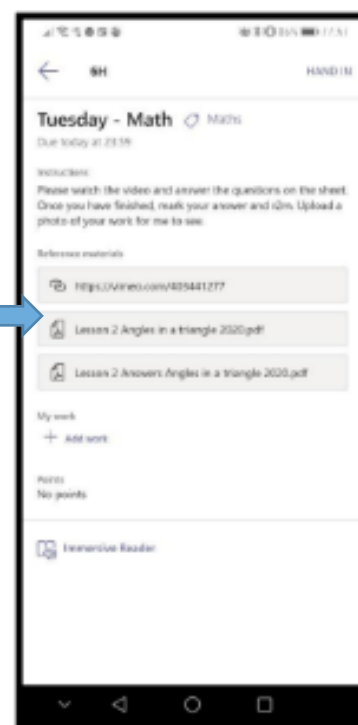 6H HAND IN
Tuesday - Math Maths
Due today at 23:59
Instructions
Please watch the video and answer the questions on the sheet.
Once you have finished, mark your answer and Upload a
photo of your work for me to see.
Reference materials
https://vimeo.com/403441277
Lesson 2 Angles in a triangle 2020.pdf
Lesson 2 Answers Angles in a triangle 2020.pdf
My work
+ Add work
Points
No points
Immersive Reader